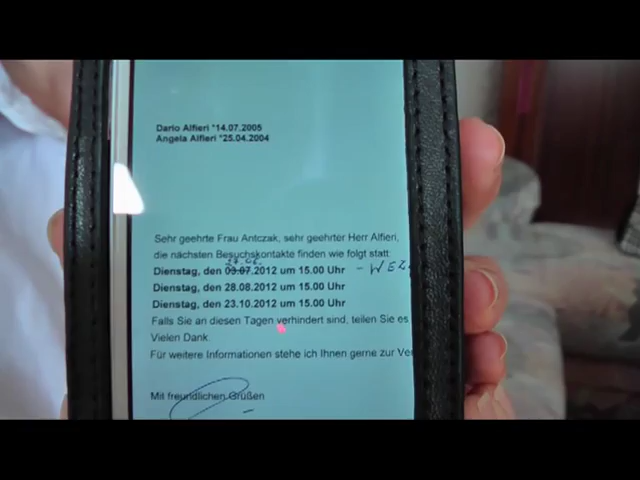 Dario Alfieri *14.07.2005
Angela Alfieri *25.04.2004
Sehr geehrte Frau Antczak, sehr geehrter Herr Alfieri,
die nächsten Besuchskontakte finden wie folgt statt
Dienstag, den 03.07.2012 um 15.00 Uhr
Dienstag, den 28.08.2012 um 15.00 Uhr
Dienstag, den 23.10.2012 um 15.00 Uhr
Falls Sie an diesen Tagen verhindert sind, teilen Sie es
Vielen Dank.
Für weitere Informationen stehe ich Ihnen gerne zur
Mit freundlichen Grüßen